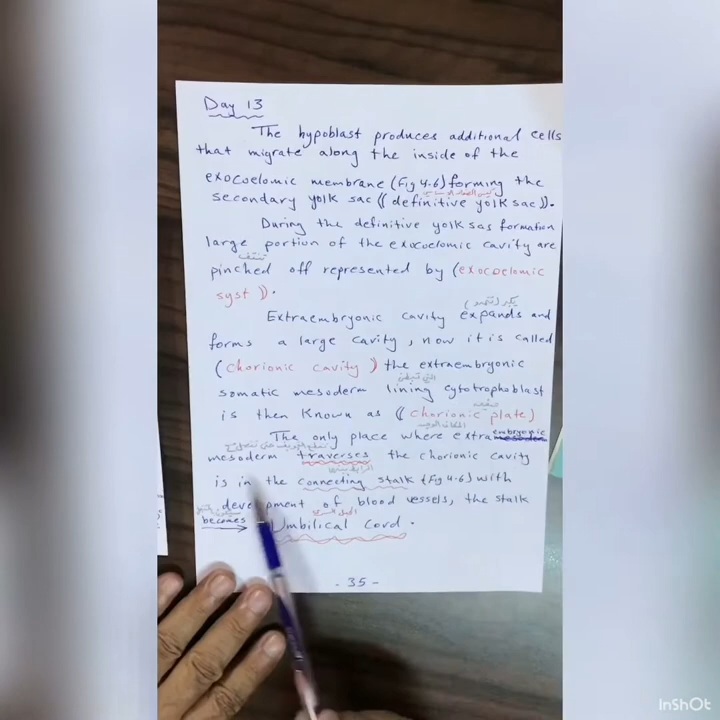 Day 13
The hypoblast produces additional cells
that migrate along the inside of the
exocoelomic membrane (Fig 4-6) forming the
secondary yolk sac (( definitive yolk sac )).
During the definitive yolk sas formation
large portion of the exocoelomic cavity are
pinched off represented by (exocoelomic
syst )).
Extraembryonic cavity expands and
forms a large cavity, now it is called
(chorionic cavity )) the extraembryonic
somatic mesoderm lining cytotrophoblast
is then known as (( chorionic plate)
The only place where extraembryonic
mesoderm traverses the chorionic cavity
is in the connecting stalk (Fig 4-6) with
development of blood vessels, the stalk
becomes Umbilical Cord.
- 35 -
InShOt